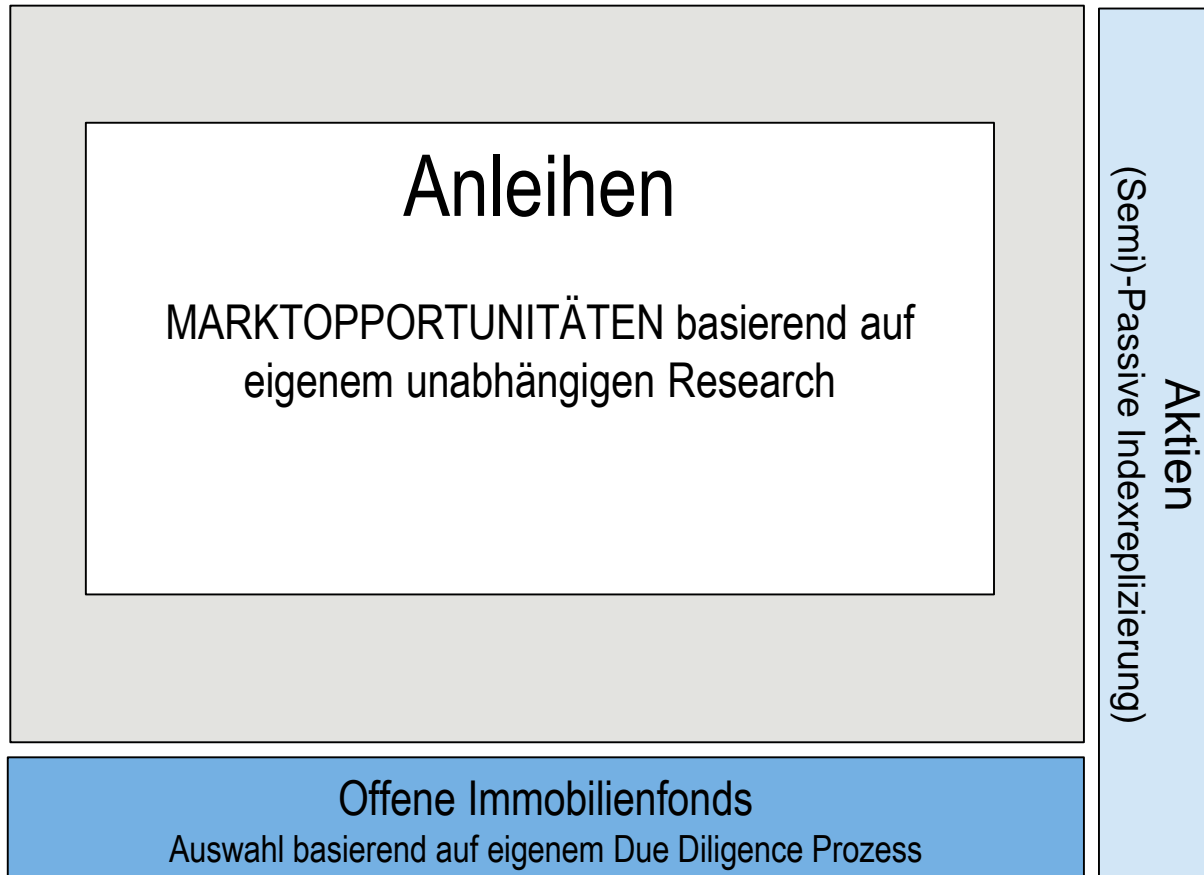 Anleihen
MARKTOPPORTUNITÄTEN basierend auf
eigenem unabhängigen Research
Aktien
(Semi)-Passive Indexreplizierung)
Offene Immobilienfonds
Auswahl basierend auf eigenem Due Diligence Prozess